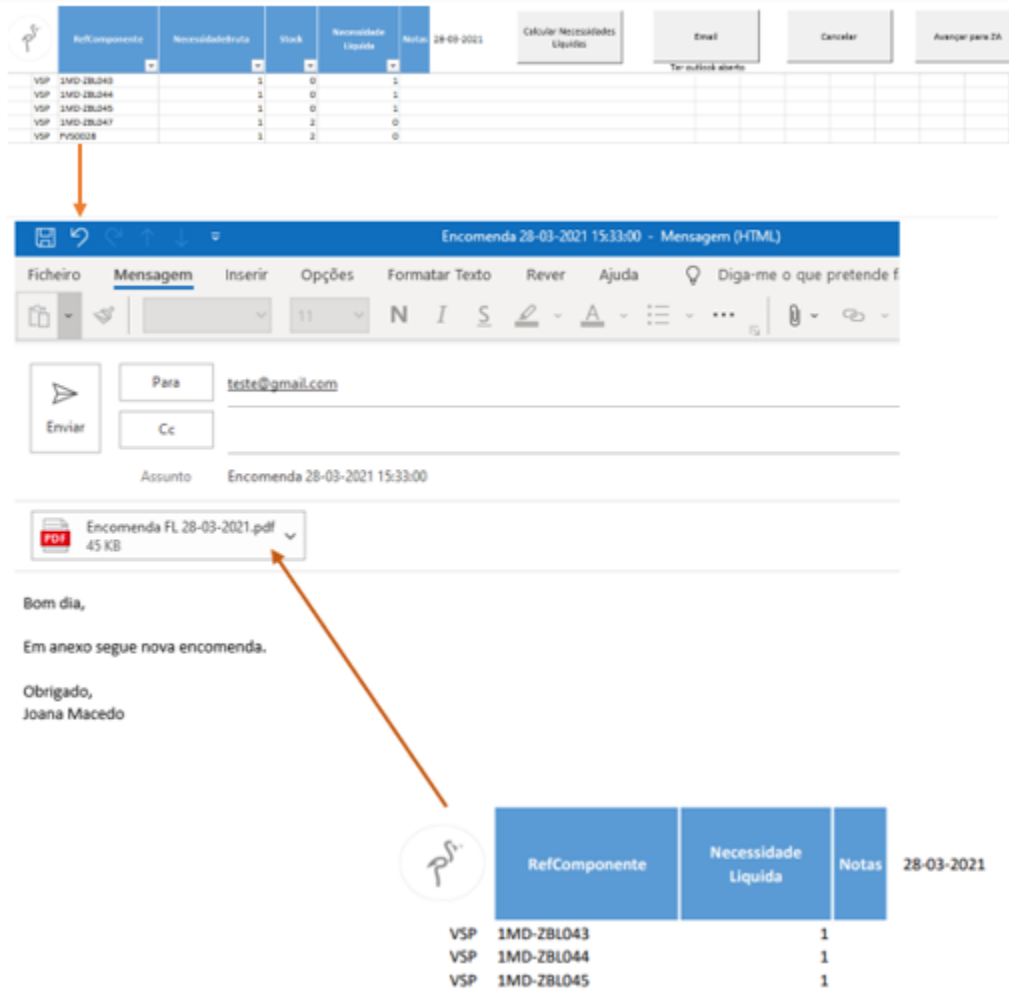 RefComponente NecessidadeBruta Stock Necessidade Liquida Notas 28-03-2021 Calcular Necessidades Liquidas Email Cancelar Avançar para ZA
Ter outlook aberto
VSP 1MD-ZBL043 1 0 1
VSP 1MD-ZBL044 1 0 1
VSP 1MD-ZBL045 1 0 1
VSP 1MD-ZBL047 1 2 0
VSP PVS0028 1 2 0
Encomenda 28-03-2021 15:33:00 - Mensagem (HTML)
Ficheiro Mensagem Inserir Opções Formatar Texto Rever Ajuda Diga-me o que pretende f
11 N I S A
Para teste@gmail.com
Enviar Cc
Assunto Encomenda 28-03-2021 15:33:00
PDF Encomenda FL 28-03-2021.pdf
45 KB
Bom dia,
Em anexo segue nova encomenda.
Obrigado,
Joana Macedo
RefComponente Necessidade Liquida Notas 28-03-2021
VSP 1MD-ZBL043 1
VSP 1MD-ZBL044 1
VSP 1MD-ZBL045 1